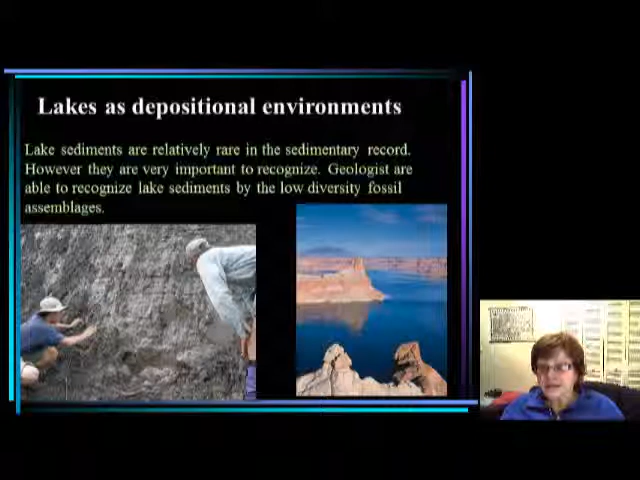 Lakes as depositional environments
Lake sediments are relatively rare in the sedimentary record.
However they are very important to recognize. Geologist are
able to recognize lake sediments by the low diversity fossil
assemblages.